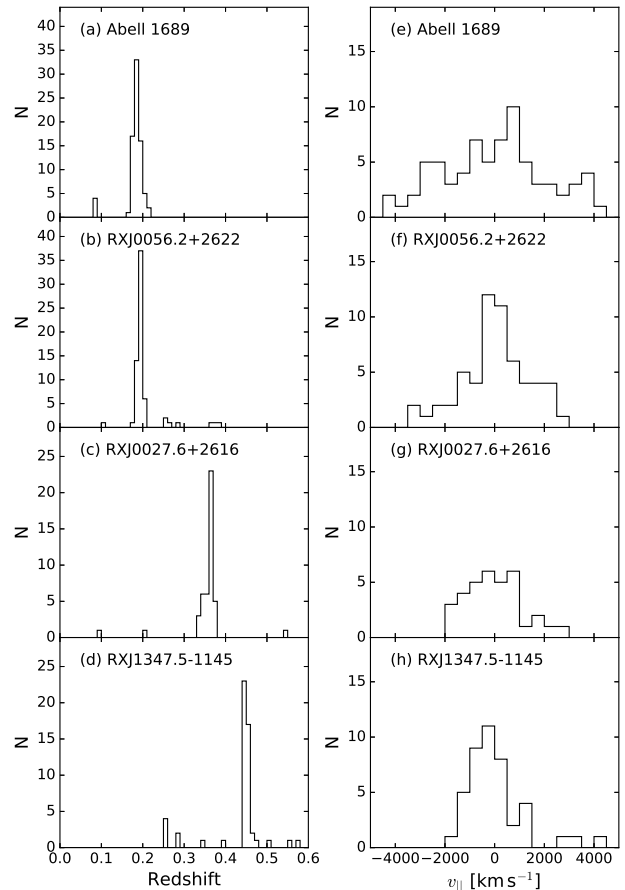 (a) Abell 1689
40
35
30
25
20
15
10
5
0
N
(e) Abell 1689
15
10
5
0
N
(b) RXJ0056.2+2622
40
35
30
25
20
15
10
5
0
N
(f) RXJ0056.2+2622
15
10
5
0
N
(c) RXJ0027.6+2616
25
20
15
10
5
0
N
(g) RXJ0027.6+2616
15
10
5
0
N
(d) RXJ1347.5-1145
25
20
15
10
5
0
N
0.0 0.1 0.2 0.3 0.4 0.5 0.6
Redshift
(h) RXJ1347.5-1145
15
10
5
0
N
−4000 −2000 0 2000 4000
v|| [km s⁻¹]